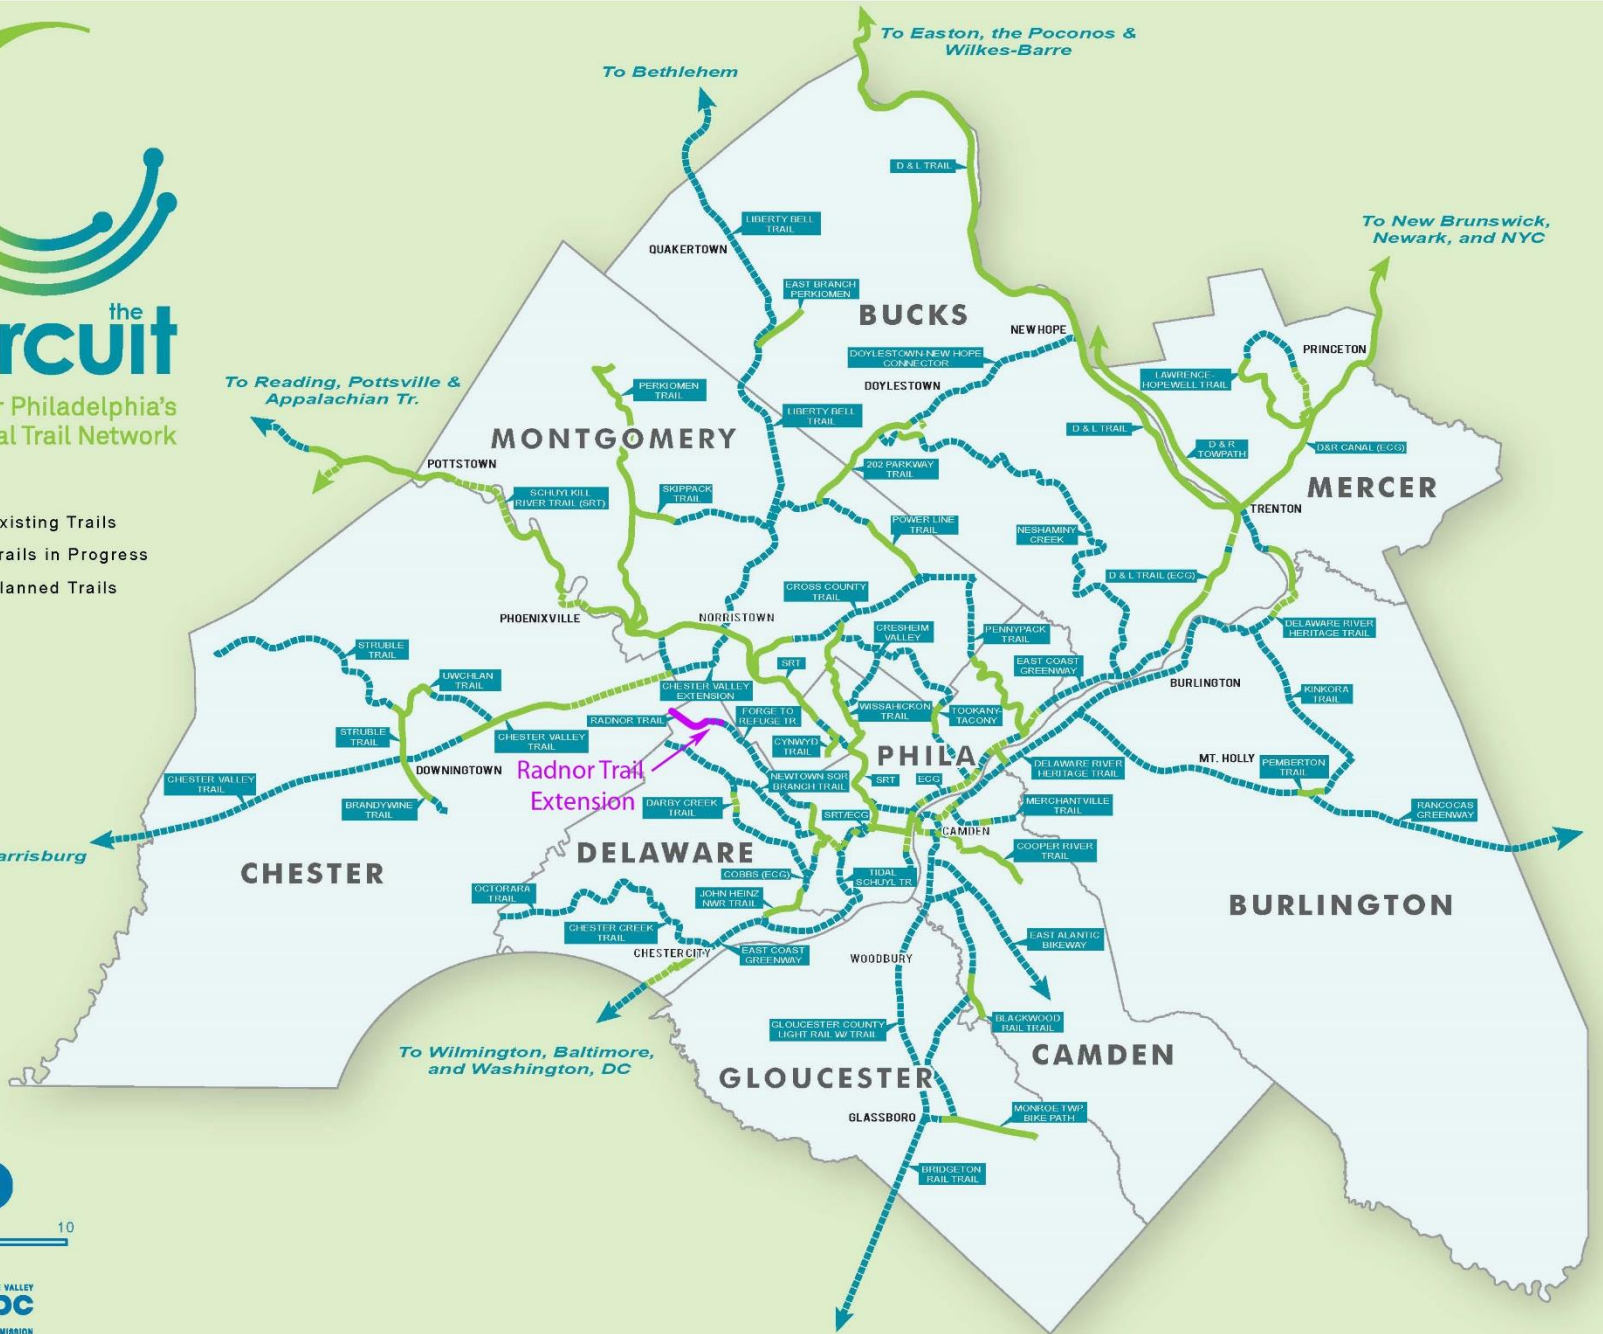 To Easton, the Poconos &
Wilkes-Barre
To Bethlehem
D & L TRAIL
To New Brunswick,
Newark, and NYC
LIBERTY BELL
TRAIL
QUAKERTOWN
EAST BRANCH
PERKIOMEN
BUCKS
NEW HOPE
the
rcuit
r Philadelphia's
al Trail Network
DOYLESTOWN-NEW HOPE
CONNECTOR
DOYLESTOWN
PRINCETON
LAWRENCE-
HOPEWELL TRAIL
To Reading, Pottsville &
Appalachian Tr.
PERKIOMEN
TRAIL
LIBERTY BELL
TRAIL
MONTGOMERY
D & L TRAIL
D & R
TOWPATH
D&R CANAL (ECG)
POTTSTOWN
202 PARKWAY
TRAIL
MERCER
SCHUYLKILL
RIVER TRAIL (SRT)
SKIPPACK
TRAIL
TRENTON
xisting Trails
rails in Progress
lanned Trails
POWER LINE
TRAIL
NESHAMINY
CREEK
D & L TRAIL (ECG)
CROSS COUNTY
TRAIL
PHOENIXVILLE
NORRISTOWN
CRESHEIM
VALLEY
PENNYPACK
TRAIL
DELAWARE RIVER
HERITAGE TRAIL
STRUBLE
TRAIL
SRT
EAST COAST
GREENWAY
UWCHLAN
TRAIL
CHESTER VALLEY
EXTENSION
BURLINGTON
KINKORA
TRAIL
RADNOR TRAIL
FORGE TO
REFUGE TR.
WISSAHICKON
TRAIL
TOOKANY-
TACONY
STRUBLE
TRAIL
CHESTER VALLEY
TRAIL
CYNWYD
TRAIL
PHILA
DOWNINGTOWN
Radnor Trail
Extension
MT. HOLLY
PEMBERTON
TRAIL
DELAWARE RIVER
HERITAGE TRAIL
CHESTER VALLEY
TRAIL
NEWTOWN SQR
BRANCH TRAIL
SRT
ECG
BRANDYWINE
TRAIL
DARBY CREEK
TRAIL
MERCHANTVILLE
TRAIL
RANCOCAS
GREENWAY
SRT/ECG
CAMDEN
COOPER RIVER
TRAIL
arrisburg
DELAWARE
CHESTER
COBBS (ECG)
TIDAL
SCHUYL TR
OCTORARA
TRAIL
JOHN HEINZ
NWR TRAIL
BURLINGTON
CHESTER CREEK
TRAIL
EAST ALANTIC
BIKEWAY
CHESTER CITY
EAST COAST
GREENWAY
WOODBURY
GLOUCESTER COUNTY
LIGHT RAIL W/ TRAIL
BLACKWOOD
RAIL TRAIL
To Wilmington, Baltimore,
and Washington, DC
CAMDEN
GLOUCESTER
GLASSBORO
MONROE TWP.
BIKE PATH
BRIDGETON
RAIL TRAIL
10
VALLEY
PC
MISSION